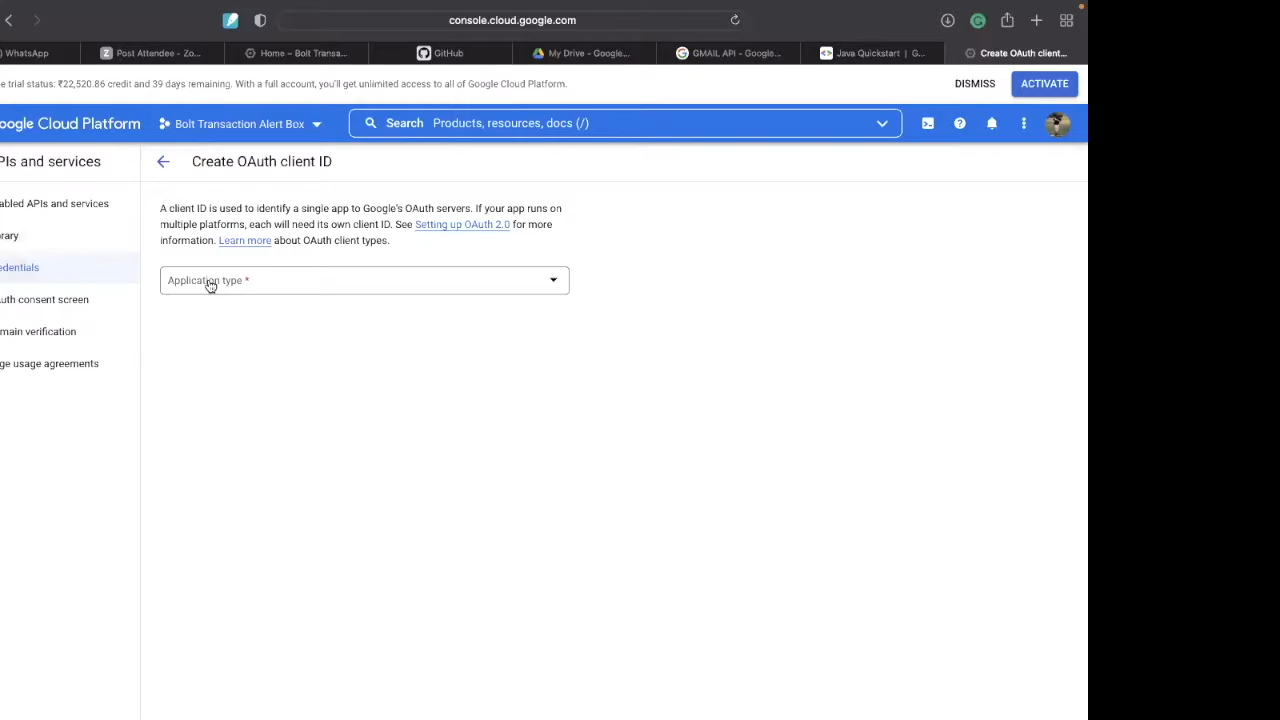 console.cloud.google.com
) WhatsApp
Post Attendee - Zo...
Home – Bolt Transa...
GitHub
My Drive - Google...
GMAIL API - Google...
Java Quickstart | G...
Create OAuth client...
e trial status: ₹22,520.86 credit and 39 days remaining. With a full account, you'll get unlimited access to all of Google Cloud Platform.
DISMISS
ACTIVATE
oogle Cloud Platform
Bolt Transaction Alert Box
Search Products, resources, docs (/)
PIs and services
Create OAuth client ID
abled APIs and services
rary
edentials
uth consent screen
main verification
ge usage agreements
A client ID is used to identify a single app to Google's OAuth servers. If your app runs on
multiple platforms, each will need its own client ID. See Setting up OAuth 2.0 for more
information. Learn more about OAuth client types.
Application type *